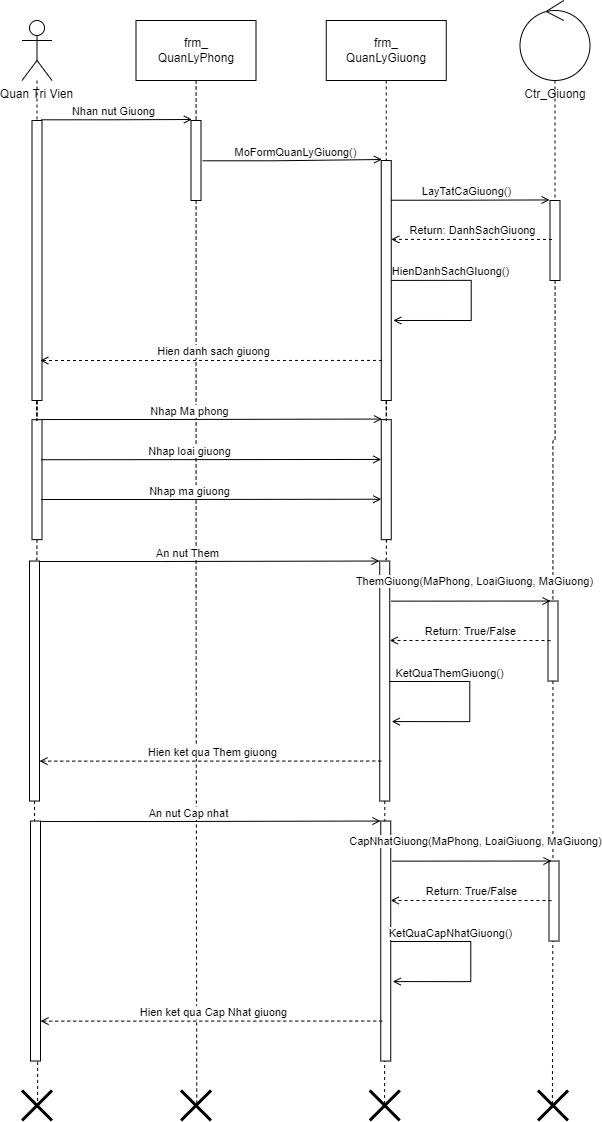 frm_
QuanLyPhong
frm_
QuanLyGiuong
Quan Tri Vien
Ctr_Giuong
Nhan nut Giuong
MoFormQuanLyGiuong()
LayTatCaGiuong()
Return: DanhSachGiuong
HienDanhSachGIuong()
Hien danh sach giuong
Nhap Ma phong
Nhap loai giuong
Nhap ma giuong
An nut Them
ThemGiuong(MaPhong, LoaiGiuong, MaGiuong)
Return: True/False
KetQuaThemGiuong()
Hien ket qua Them giuong
An nut Cap nhat
CapNhatGiuong(MaPhong, LoaiGiuong, MaGiuong)
Return: True/False
KetQuaCapNhatGiuong()
Hien ket qua Cap Nhat giuong